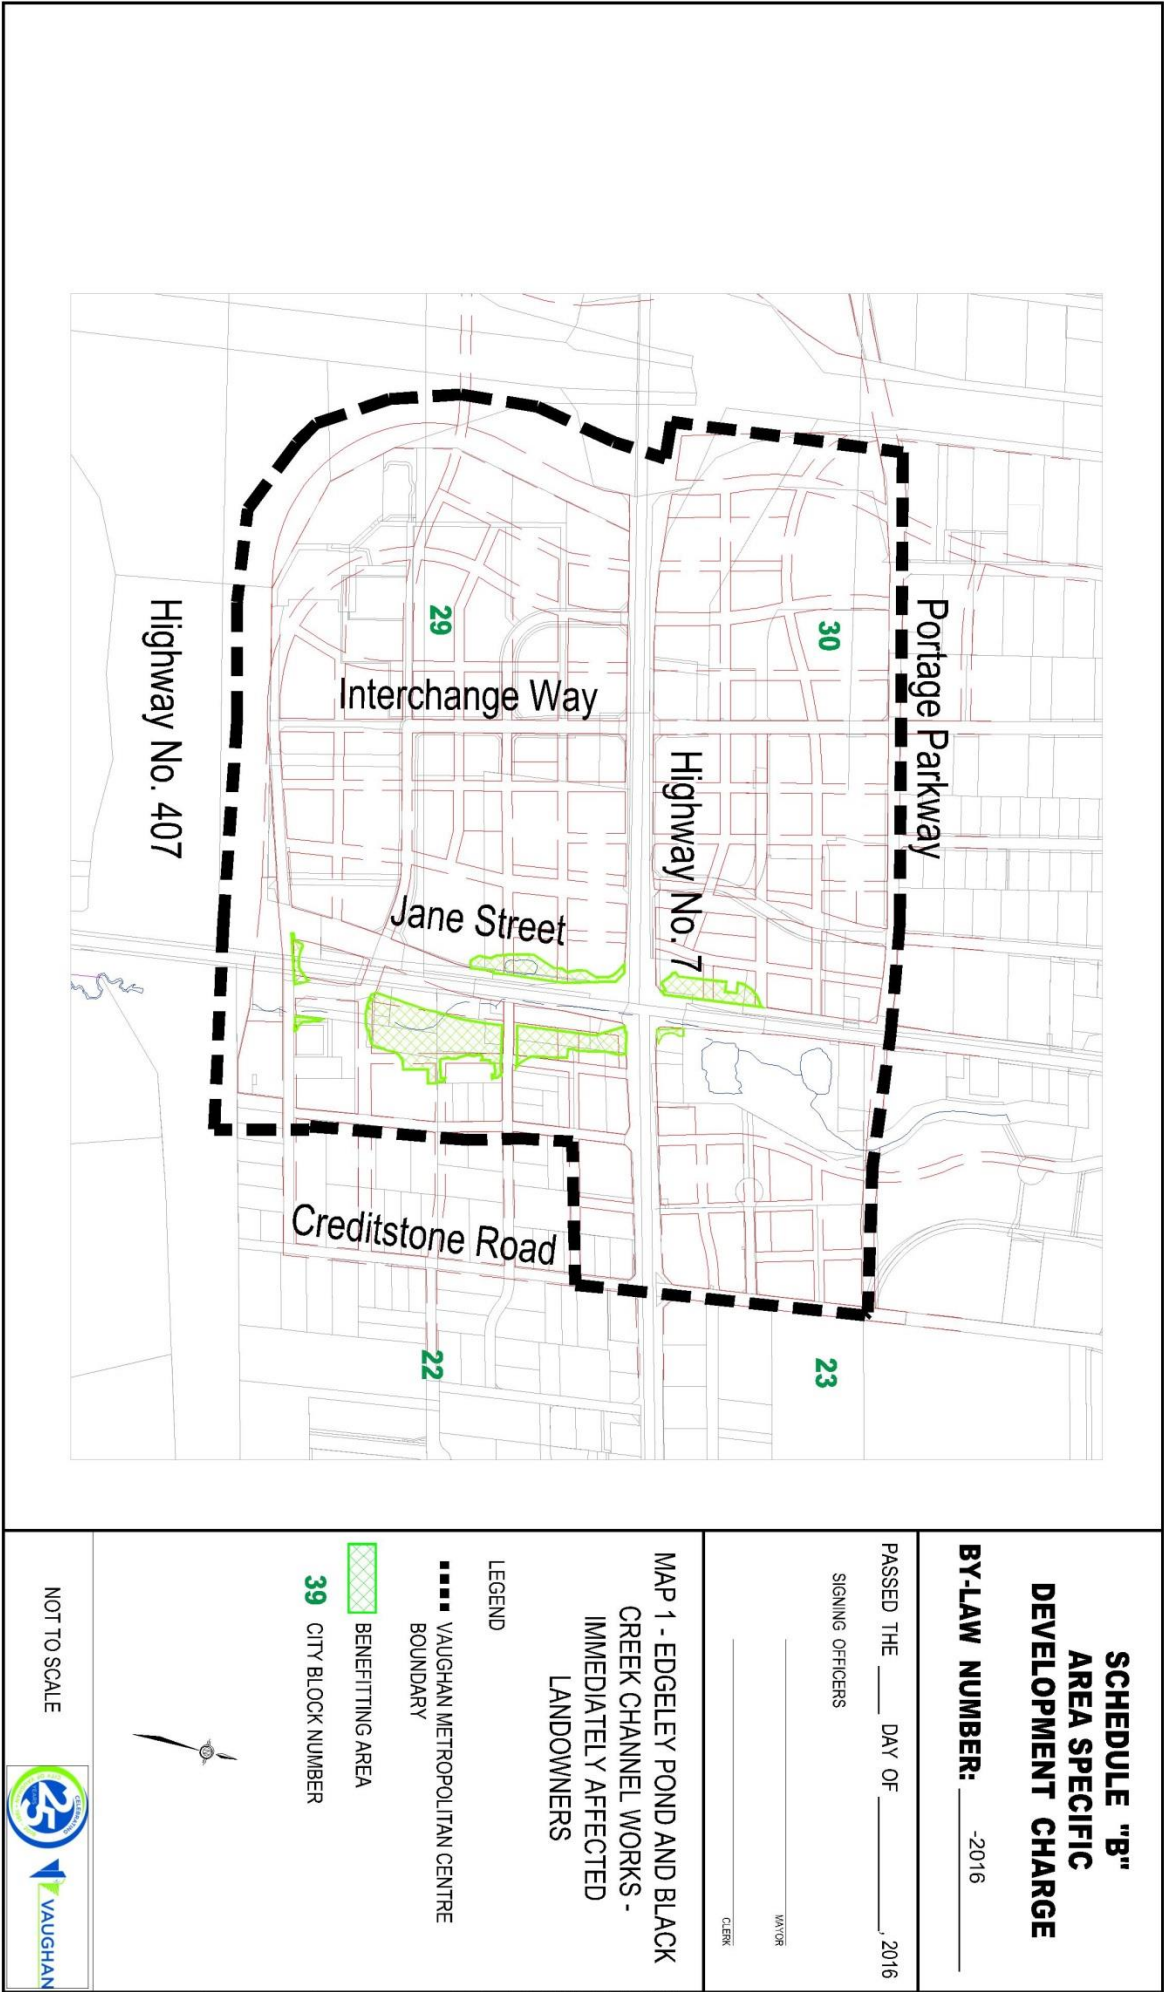 Portage Parkway
30
23
Highway No. 7
Interchange Way
29
Jane Street
Creditstone Road
22
Highway No. 407
SCHEDULE "B"
AREA SPECIFIC
DEVELOPMENT CHARGE
BY-LAW NUMBER: -2016
PASSED THE DAY OF , 2016
SIGNING OFFICERS
MAYOR
CLERK
MAP 1 - EDGELEY POND AND BLACK
CREEK CHANNEL WORKS -
IMMEDIATELY AFFECTED
LANDOWNERS
LEGEND
VAUGHAN METROPOLITAN CENTRE
BOUNDARY
BENEFITTING AREA
39 CITY BLOCK NUMBER
NOT TO SCALE
CELEBRATING
25
YEARS
VAUGHAN